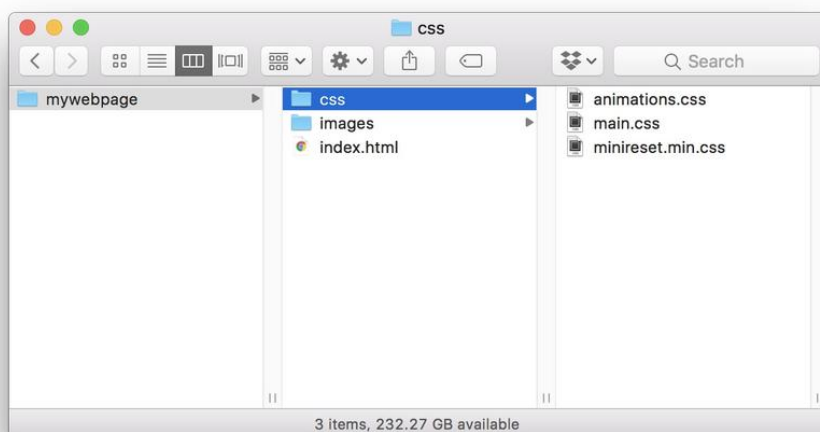 css
Search
mywebpage
css
images
index.html
animations.css
main.css
minireset.min.css
3 items, 232.27 GB available